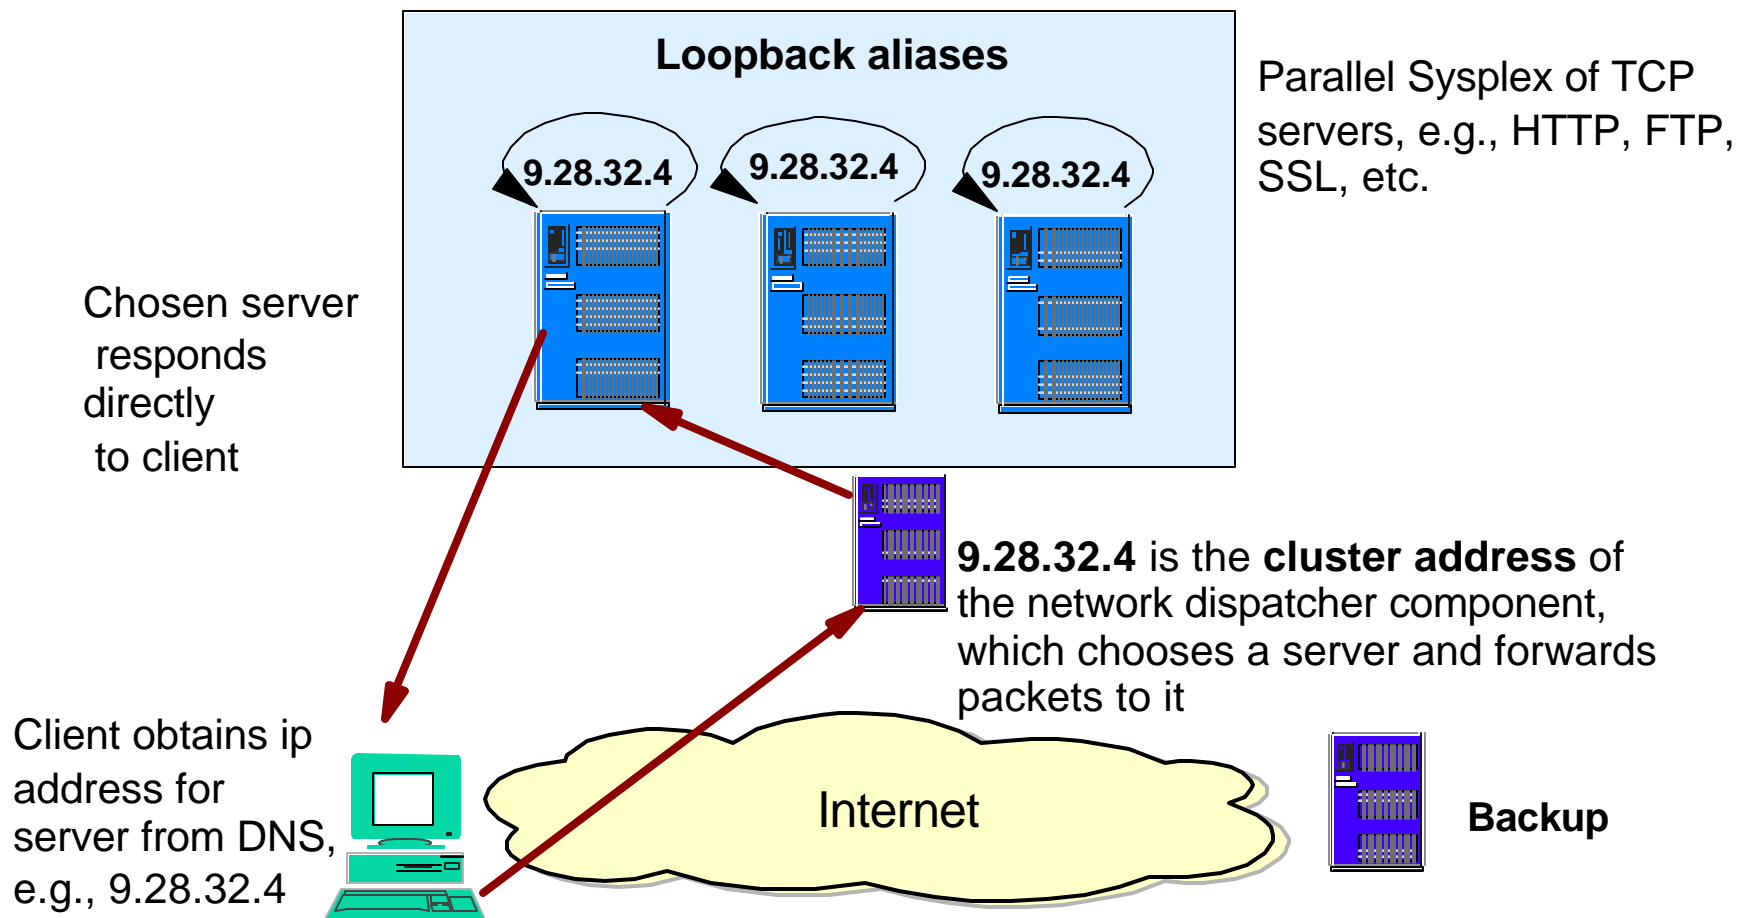 Loopback aliases
Parallel Sysplex of TCP
servers, e.g., HTTP, FTP,
SSL, etc.
9.28.32.4
9.28.32.4
9.28.32.4
Chosen server
responds
directly
to client
9.28.32.4 is the cluster address of
the network dispatcher component,
which chooses a server and forwards
packets to it
Client obtains ip
address for
server from DNS,
e.g., 9.28.32.4
Internet
Backup